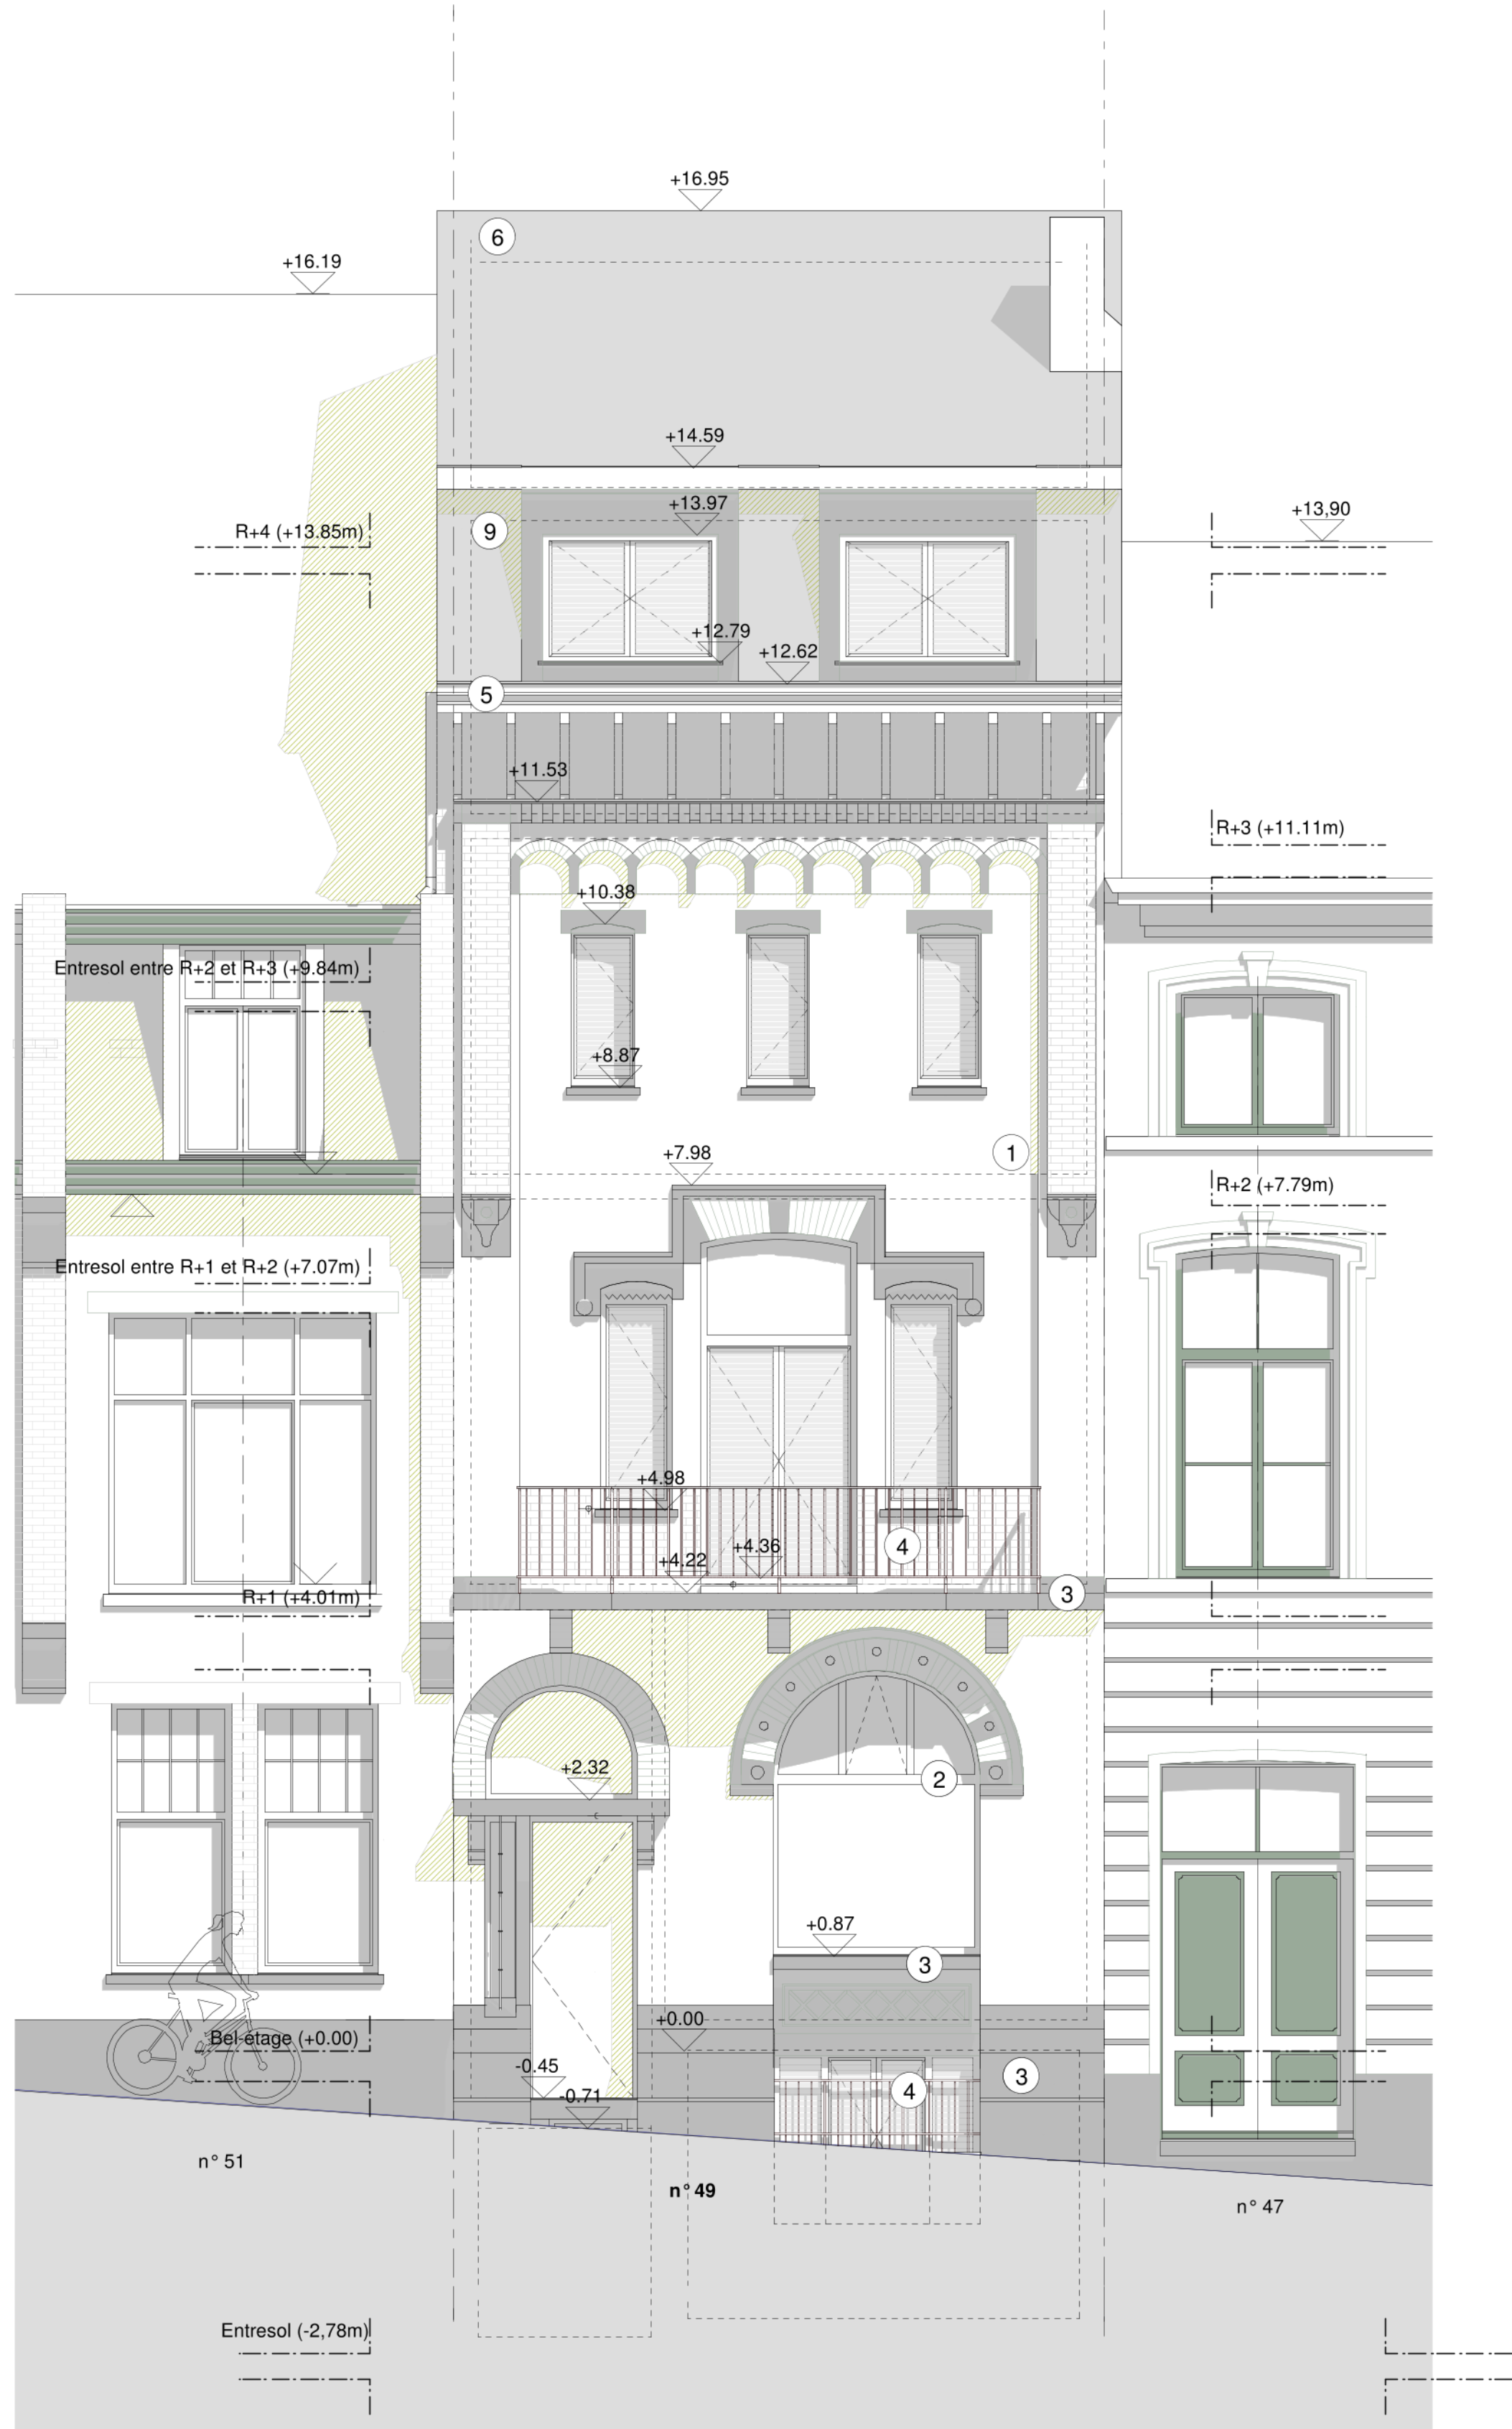 +16.95
6
+16.19
+14.59
+13.97
+13,90
R+4 (+13.85m)
9
+12.79
+12.62
5
+11.53
R+3 (+11.11m)
+10.38
Entresol entre R+2 et R+3 (+9.84m)
+8.87
1
+7.98
R+2 (+7.79m)
Entresol entre R+1 et R+2 (+7.07m)
+4.98
4
+4.36
+4.22
3
R+1 (+4.01m)
+2.32
2
+0.87
3
+0.00
Bel-étage (+0.00)
-0.45
3
4
-0.71
n° 51
n° 49
n° 47
Entresol (-2,78m)